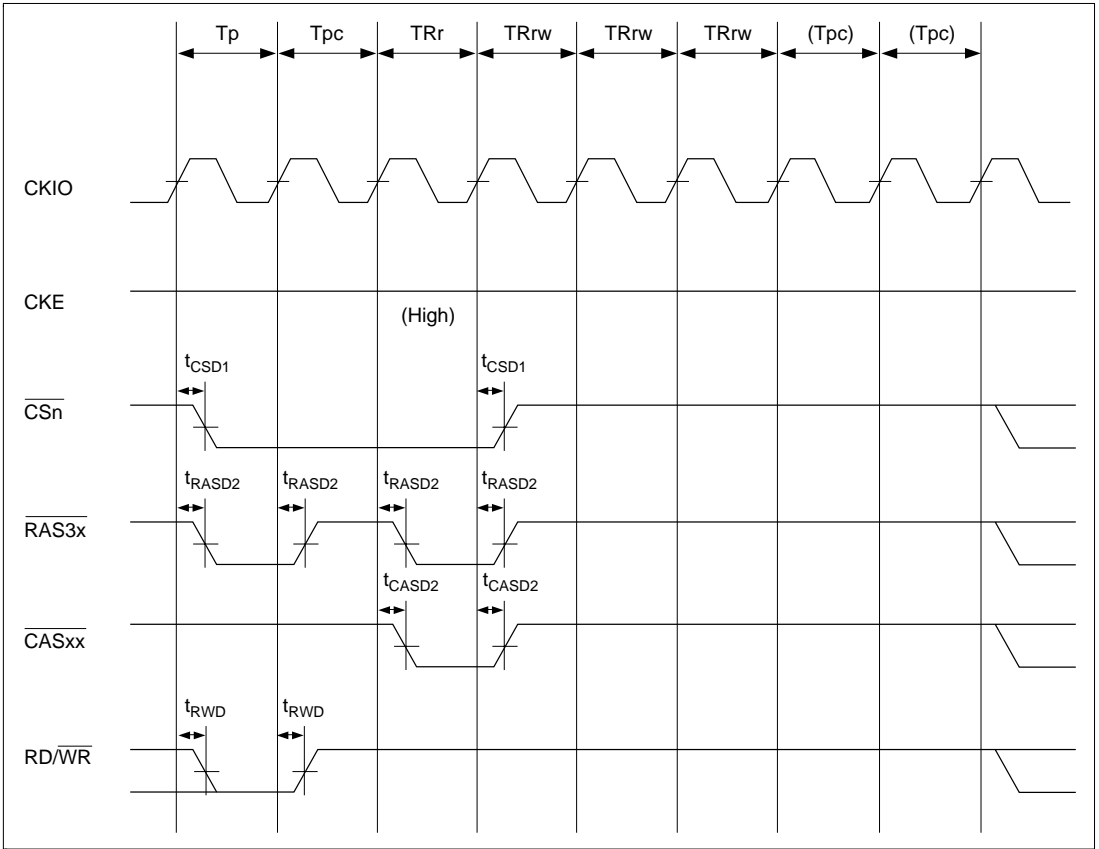 Tp Tpc TRr TRrw TRrw TRrw (Tpc) (Tpc)
CKIO
CKE
(High)
tCSD1 tCSD1
CSn
tRASD2 tRASD2 tRASD2 tRASD2
RAS3x
tCASD2 tCASD2
CASxx
tRWD tRWD
RD/WR